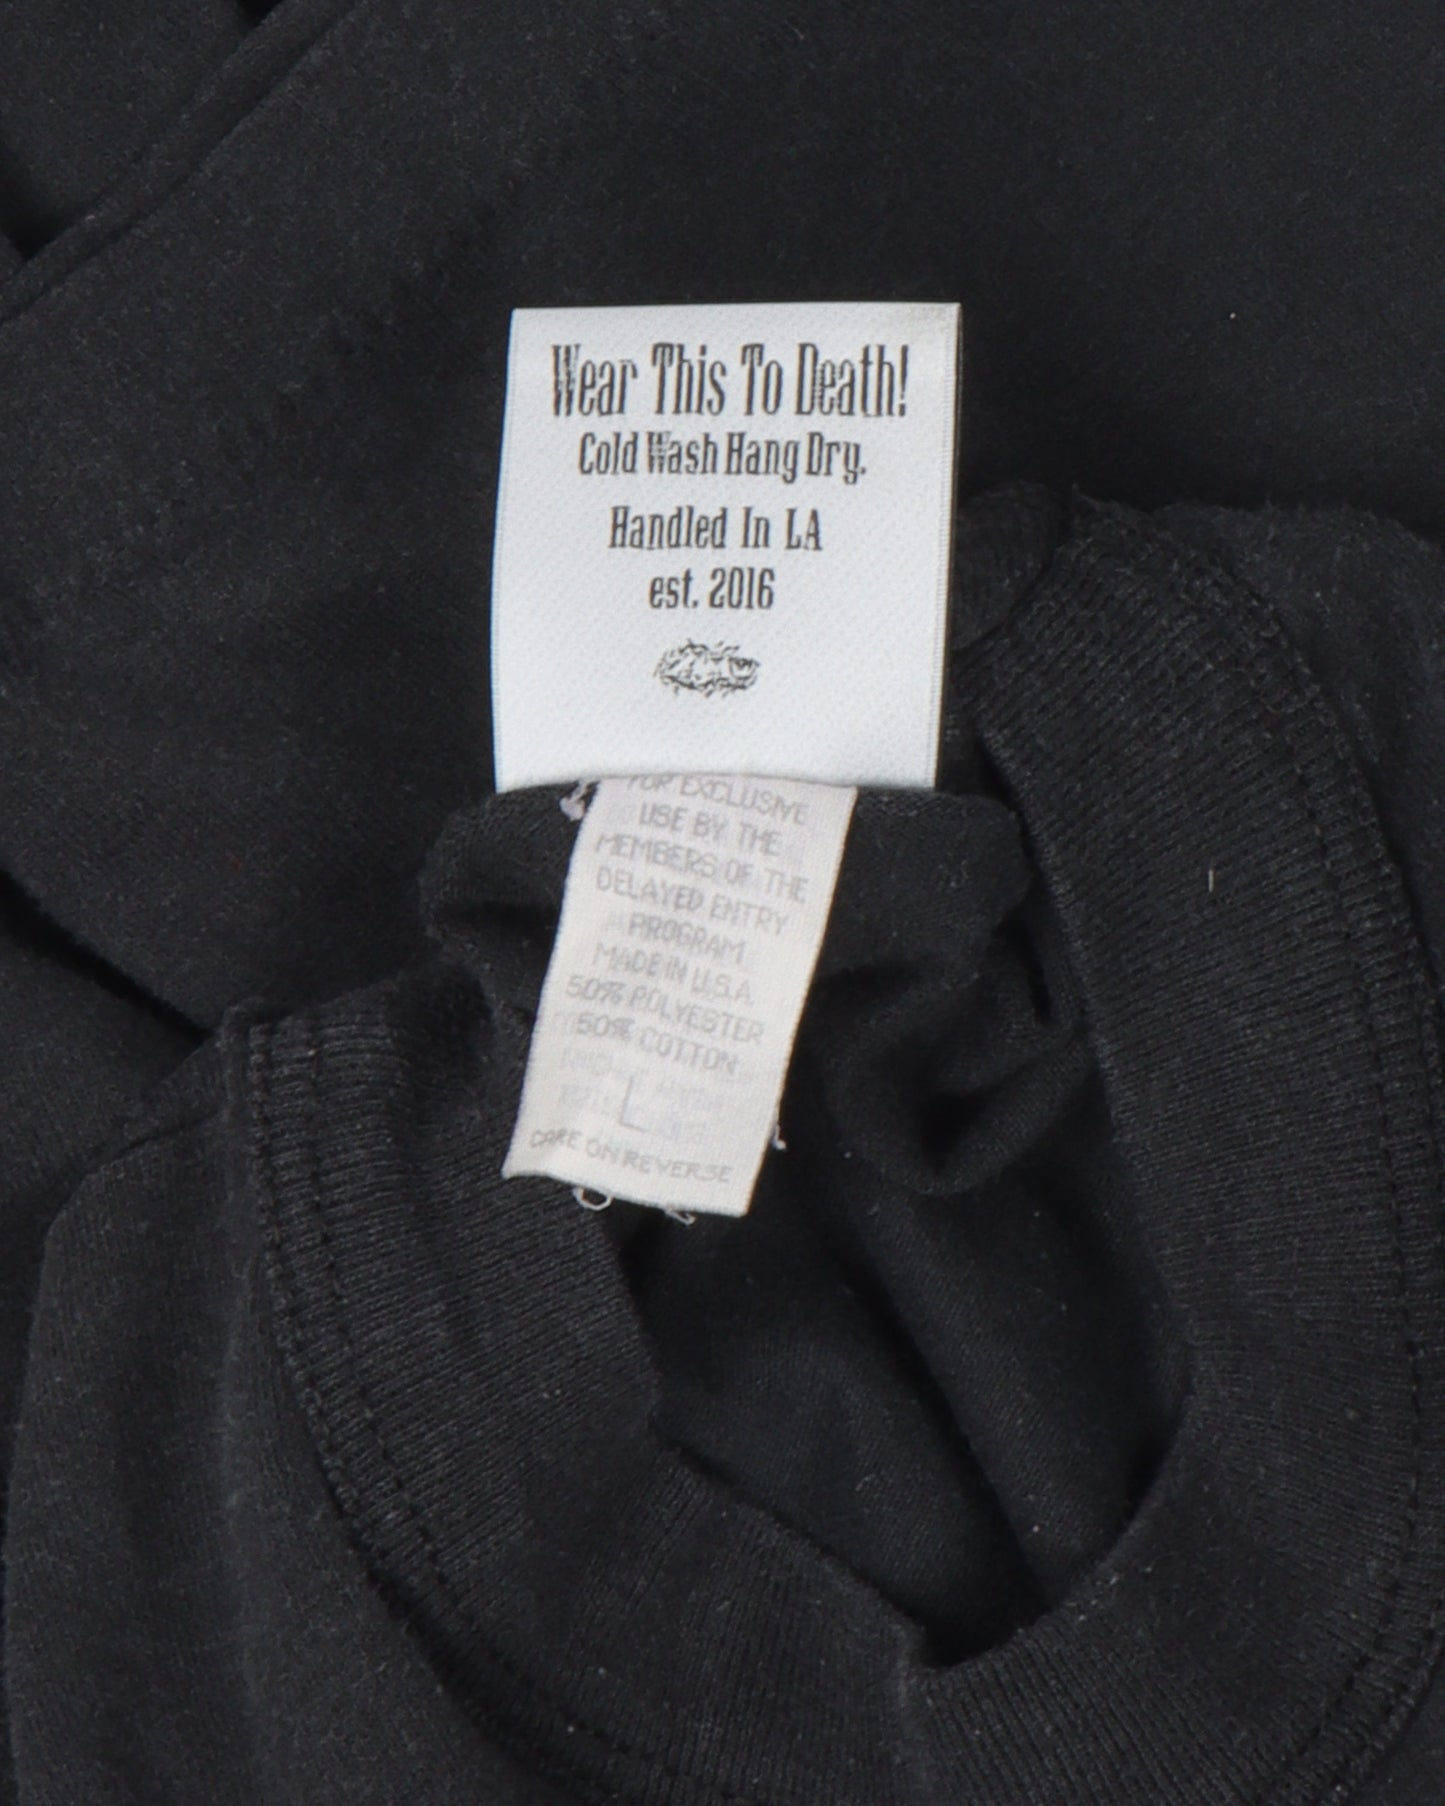 Wear This To Death!
Cold Wash Hang Dry.
Handled In LA
est. 2016
FOR EXCLUSIVE
USE BY THE
MEMBERS OF THE
DELAYED ENTRY
PROGRAM
MADE IN U.S.A.
50% POLYESTER
50% COTTON
L
CARE ON REVERSE